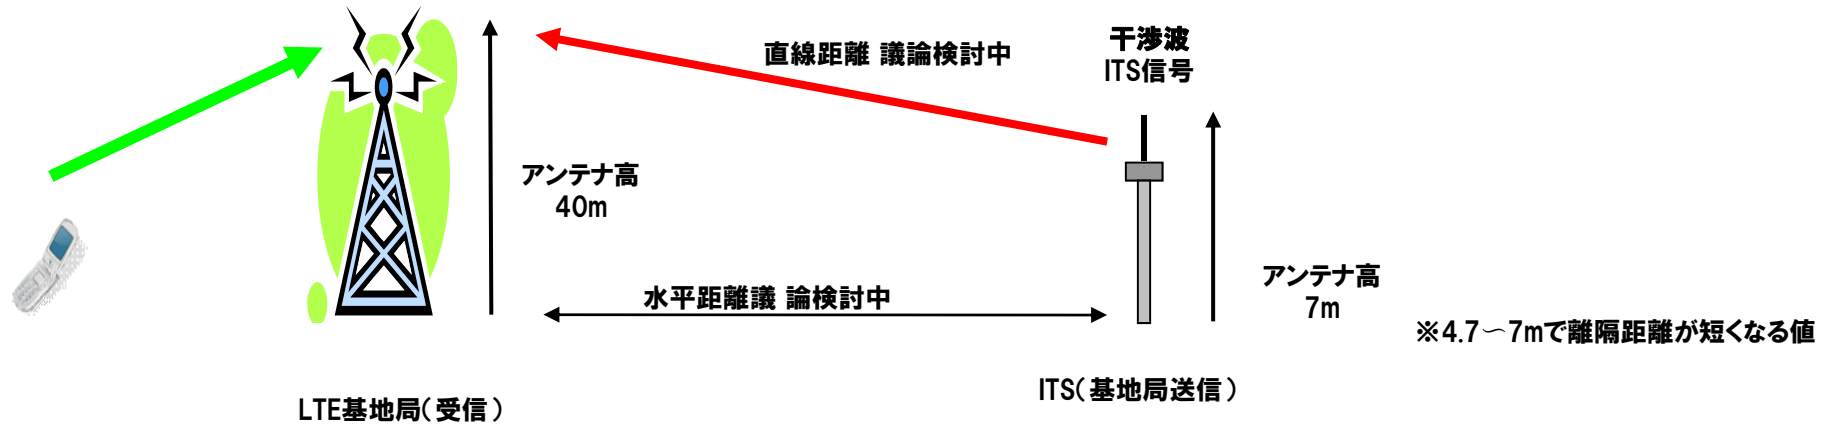 干渉波
ITS信号
直線距離 議論検討中
アンテナ高
40m
アンテナ高
7m
水平距離議 論検討中
※4.7～7mで離隔距離が短くなる値
ITS(基地局送信)
LTE基地局(受信)